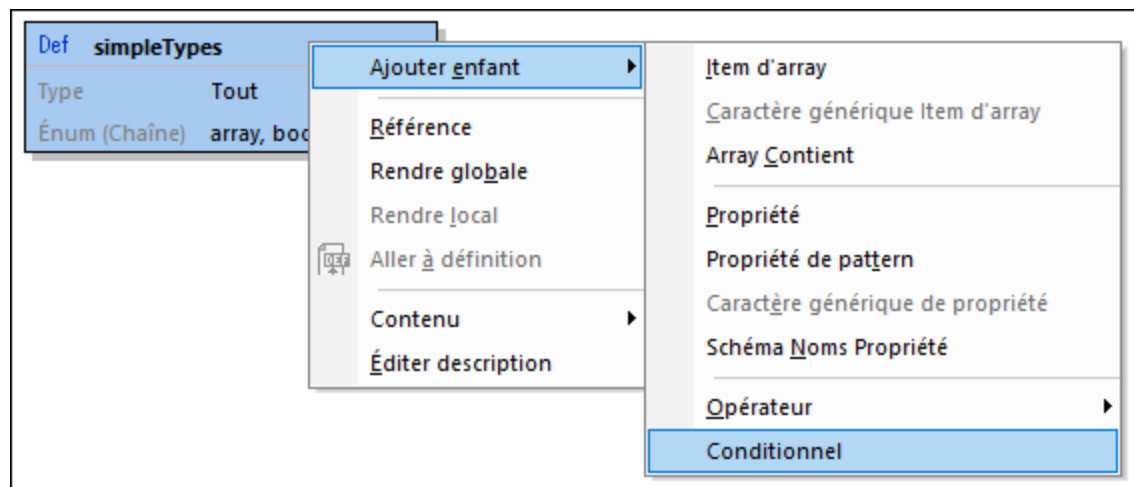 Def simpleTypes
Type Tout
Énum (Chaîne) array, boo
Ajouter enfant
Référence
Rendre globale
Rendre local
Aller à définition
Contenu
Éditer description
Item d'array
Caractère générique Item d'array
Array Contient
Propriété
Propriété de pattern
Caractère générique de propriété
Schéma Noms Propriété
Opérateur
Conditionnel